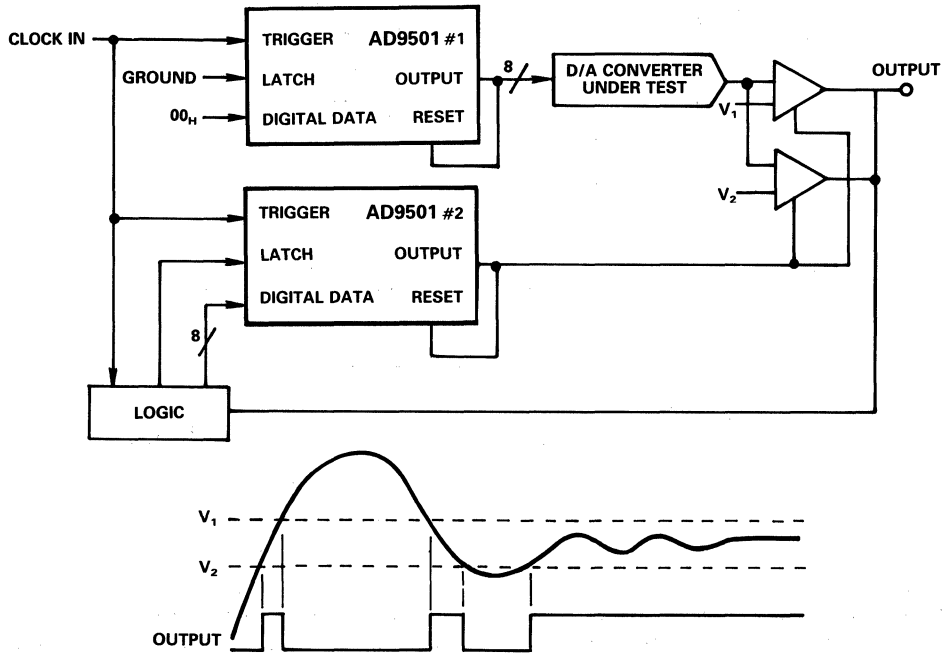 CLOCK IN
TRIGGER AD9501 #1
GROUND
LATCH OUTPUT
00H
DIGITAL DATA RESET
8
D/A CONVERTER
UNDER TEST
V1
OUTPUT
V2
TRIGGER AD9501 #2
LATCH OUTPUT
DIGITAL DATA RESET
8
LOGIC
V1
V2
OUTPUT